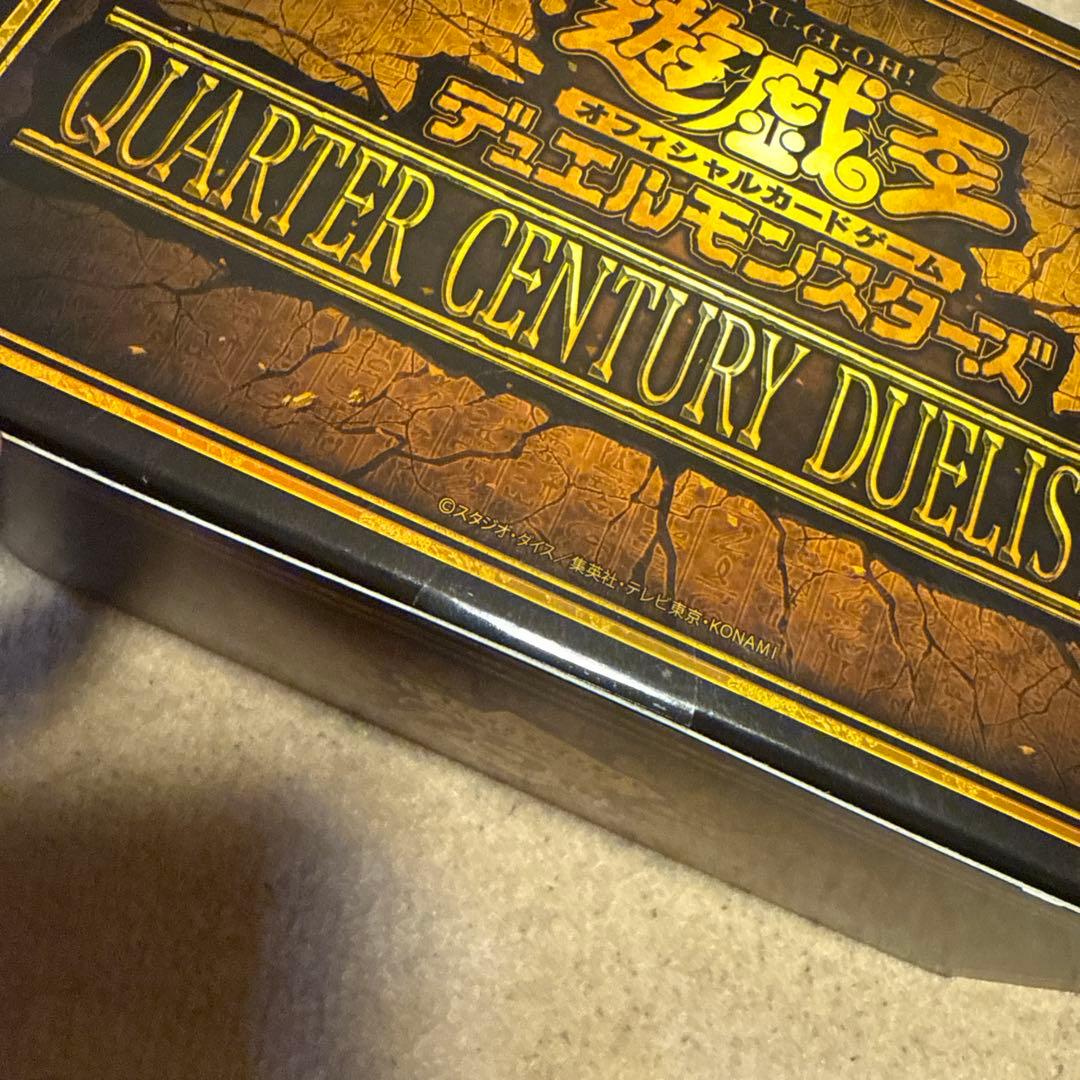 YU-GI-OH!
遊戯王
オフィシャルカードゲーム
デュエルモンスターズ
QUARTER CENTURY DUELIS
©スタジオ・ダイス／集英社・テレビ東京・KONAMI